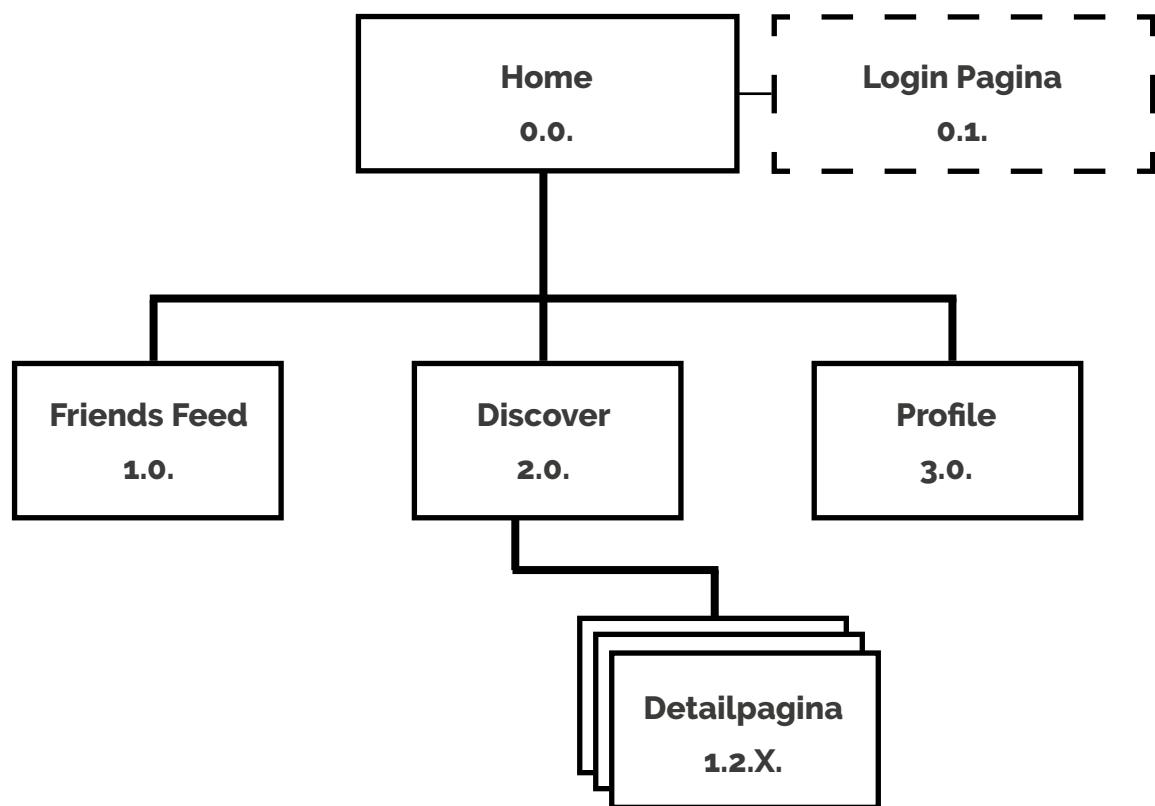 Home
0.0.
Login Pagina
0.1.
Friends Feed
1.0.
Discover
2.0.
Profile
3.0.
Detailpagina
1.2.X.